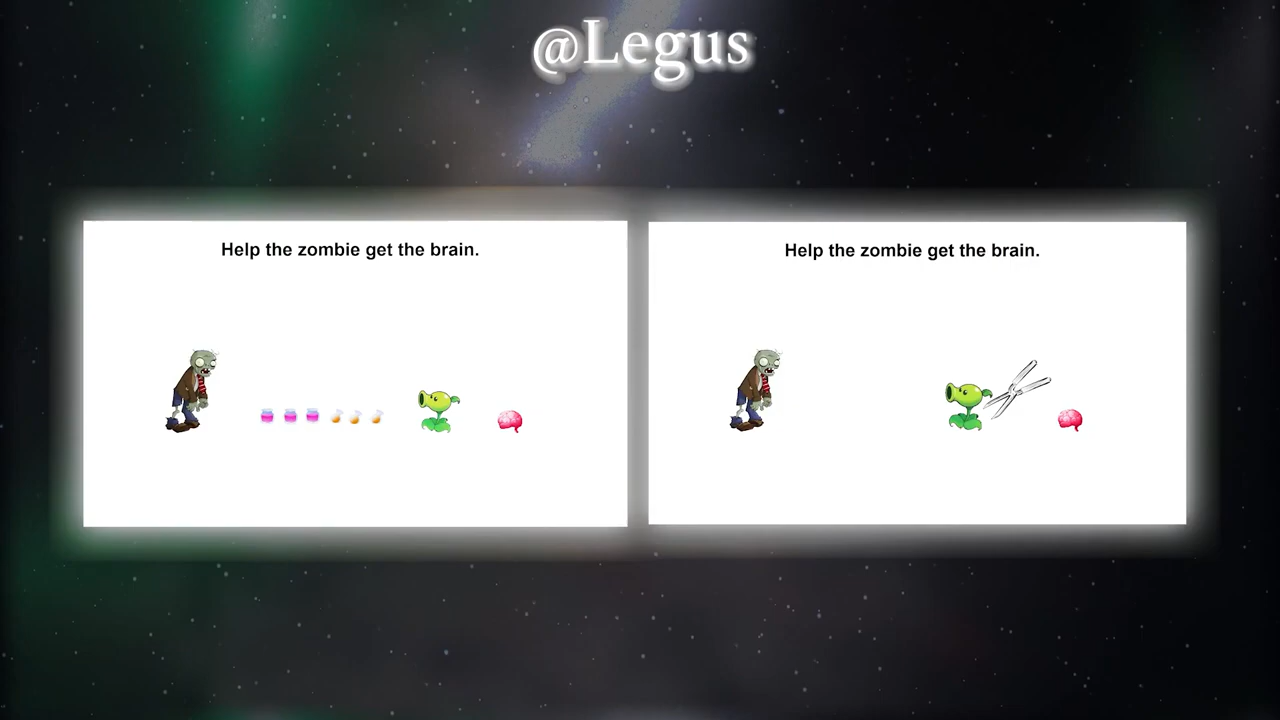 @Legus
Help the zombie get the brain.
Help the zombie get the brain.